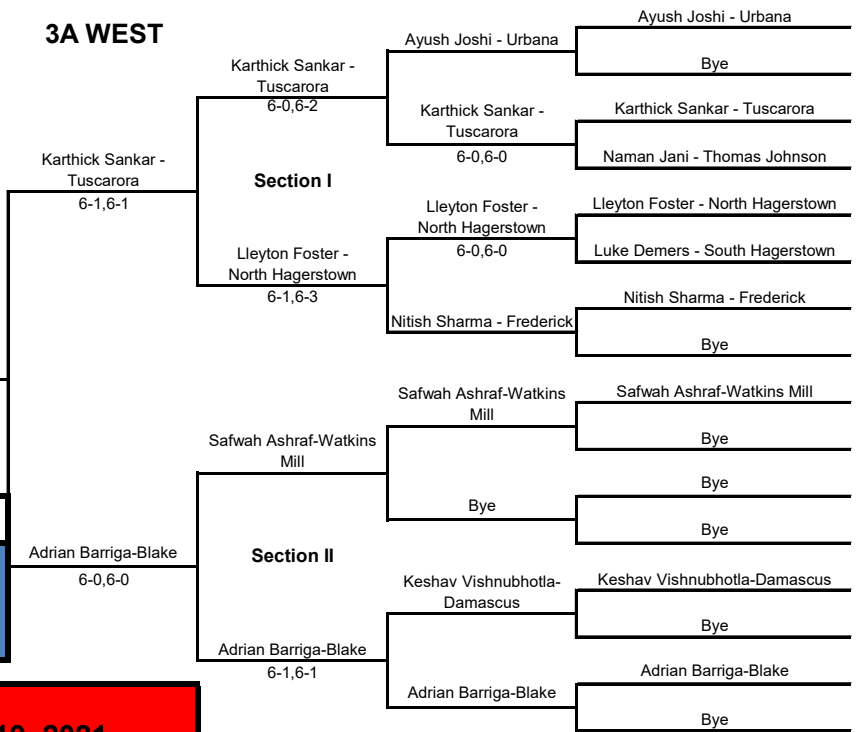 3A WEST
Ayush Joshi - Urbana
Bye
Karthick Sankar - Tuscarora
Naman Jani - Thomas Johnson
Lleyton Foster - North Hagerstown
Luke Demers - South Hagerstown
Nitish Sharma - Frederick
Bye
Safwah Ashraf-Watkins Mill
Bye
Bye
Bye
Keshav Vishnubhotla-Damascus
Bye
Adrian Barriga-Blake
Bye
Ayush Joshi - Urbana
Karthick Sankar -
Tuscarora
6-0,6-0
Lleyton Foster -
North Hagerstown
6-0,6-0
Nitish Sharma - Frederick
Safwah Ashraf-Watkins
Mill
Bye
Keshav Vishnubhotla-
Damascus
Adrian Barriga-Blake
Karthick Sankar -
Tuscarora
6-0,6-2
Section I
Lleyton Foster -
North Hagerstown
6-1,6-3
Safwah Ashraf-Watkins
Mill
Section II
Adrian Barriga-Blake
6-1,6-1
Karthick Sankar -
Tuscarora
6-1,6-1
Adrian Barriga-Blake
6-0,6-0